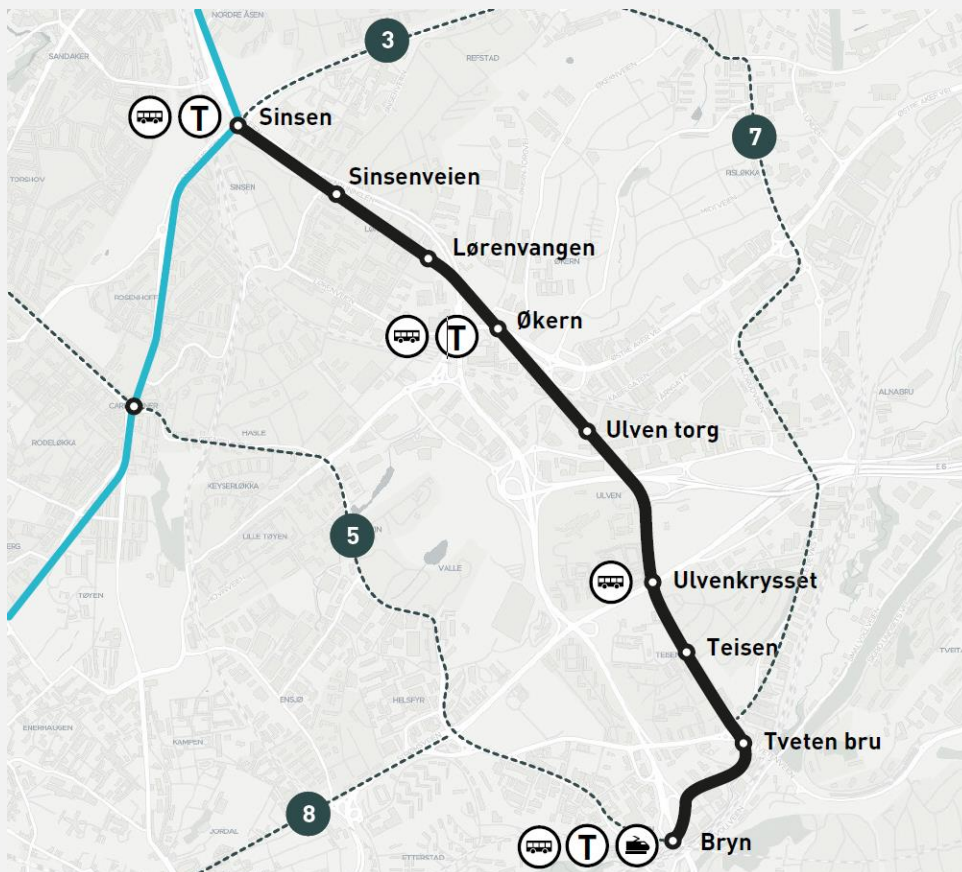 NORDRE ÅSEN
SANDAKER
3
REFSTAD
T
Sinsen
7
RISLØKKA
TORSHOV
SINSEN
Sinsenveien
Lørenvangen
ØKERN
ROSENHOFF
T
Økern
ALNABRU
RODELØKKA
HASLE
Ulven torg
E 6
KEYSERLØKKA
ULVEN
LILLE TØYEN
5
VALLE
Ulvenkrysset
TØYEN
Teisen
ENSJØ
HELSFYR
ENERHAUGEN
KAMPEN
Tveten bru
8
JORDAL
T
Bryn
ETTERSTAD